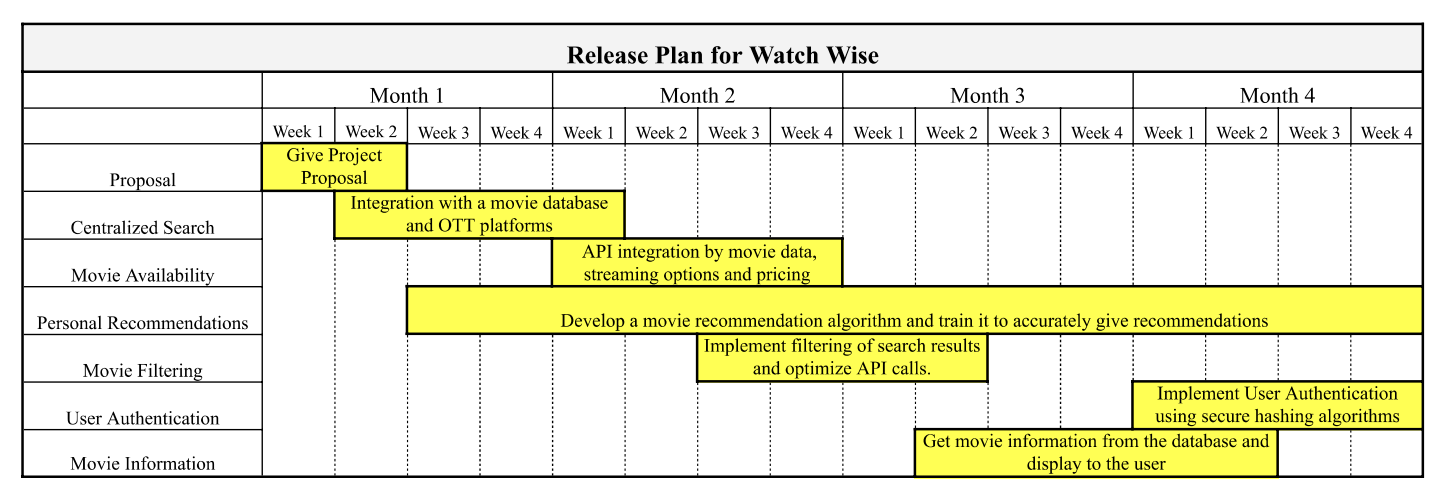 Release Plan for Watch Wise
Month 1 Month 2 Month 3 Month 4
Week 1 Week 2 Week 3 Week 4 Week 1 Week 2 Week 3 Week 4 Week 1 Week 2 Week 3 Week 4 Week 1 Week 2 Week 3 Week 4
Proposal
Give Project
Proposal
Centralized Search
Integration with a movie database
and OTT platforms
Movie Availability
API integration by movie data,
streaming options and pricing
Personal Recommendations
Develop a movie recommendation algorithm and train it to accurately give recommendations
Movie Filtering
Implement filtering of search results
and optimize API calls.
User Authentication
Implement User Authentication
using secure hashing algorithms
Movie Information
Get movie information from the database and
display to the user